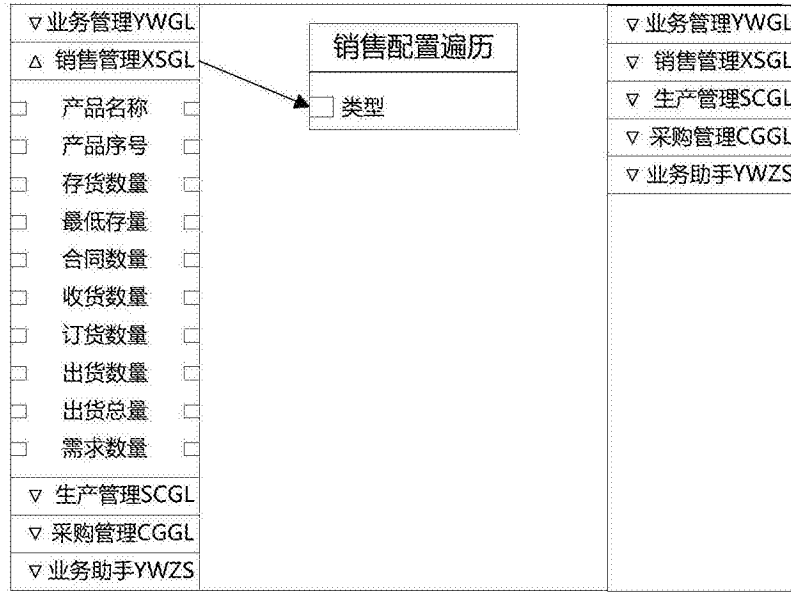 ▽业务管理YWGL
△ 销售管理XSGL
产品名称
产品序号
存货数量
最低存量
合同数量
收货数量
订货数量
出货数量
出货总量
需求数量
▽ 生产管理SCGL
▽ 采购管理CGGL
▽业务助手YWZS
销售配置遍历
类型
▽ 业务管理YWGL
▽ 销售管理XSGL
▽ 生产管理SCGL
▽ 采购管理CGGL
▽ 业务助手YWZS